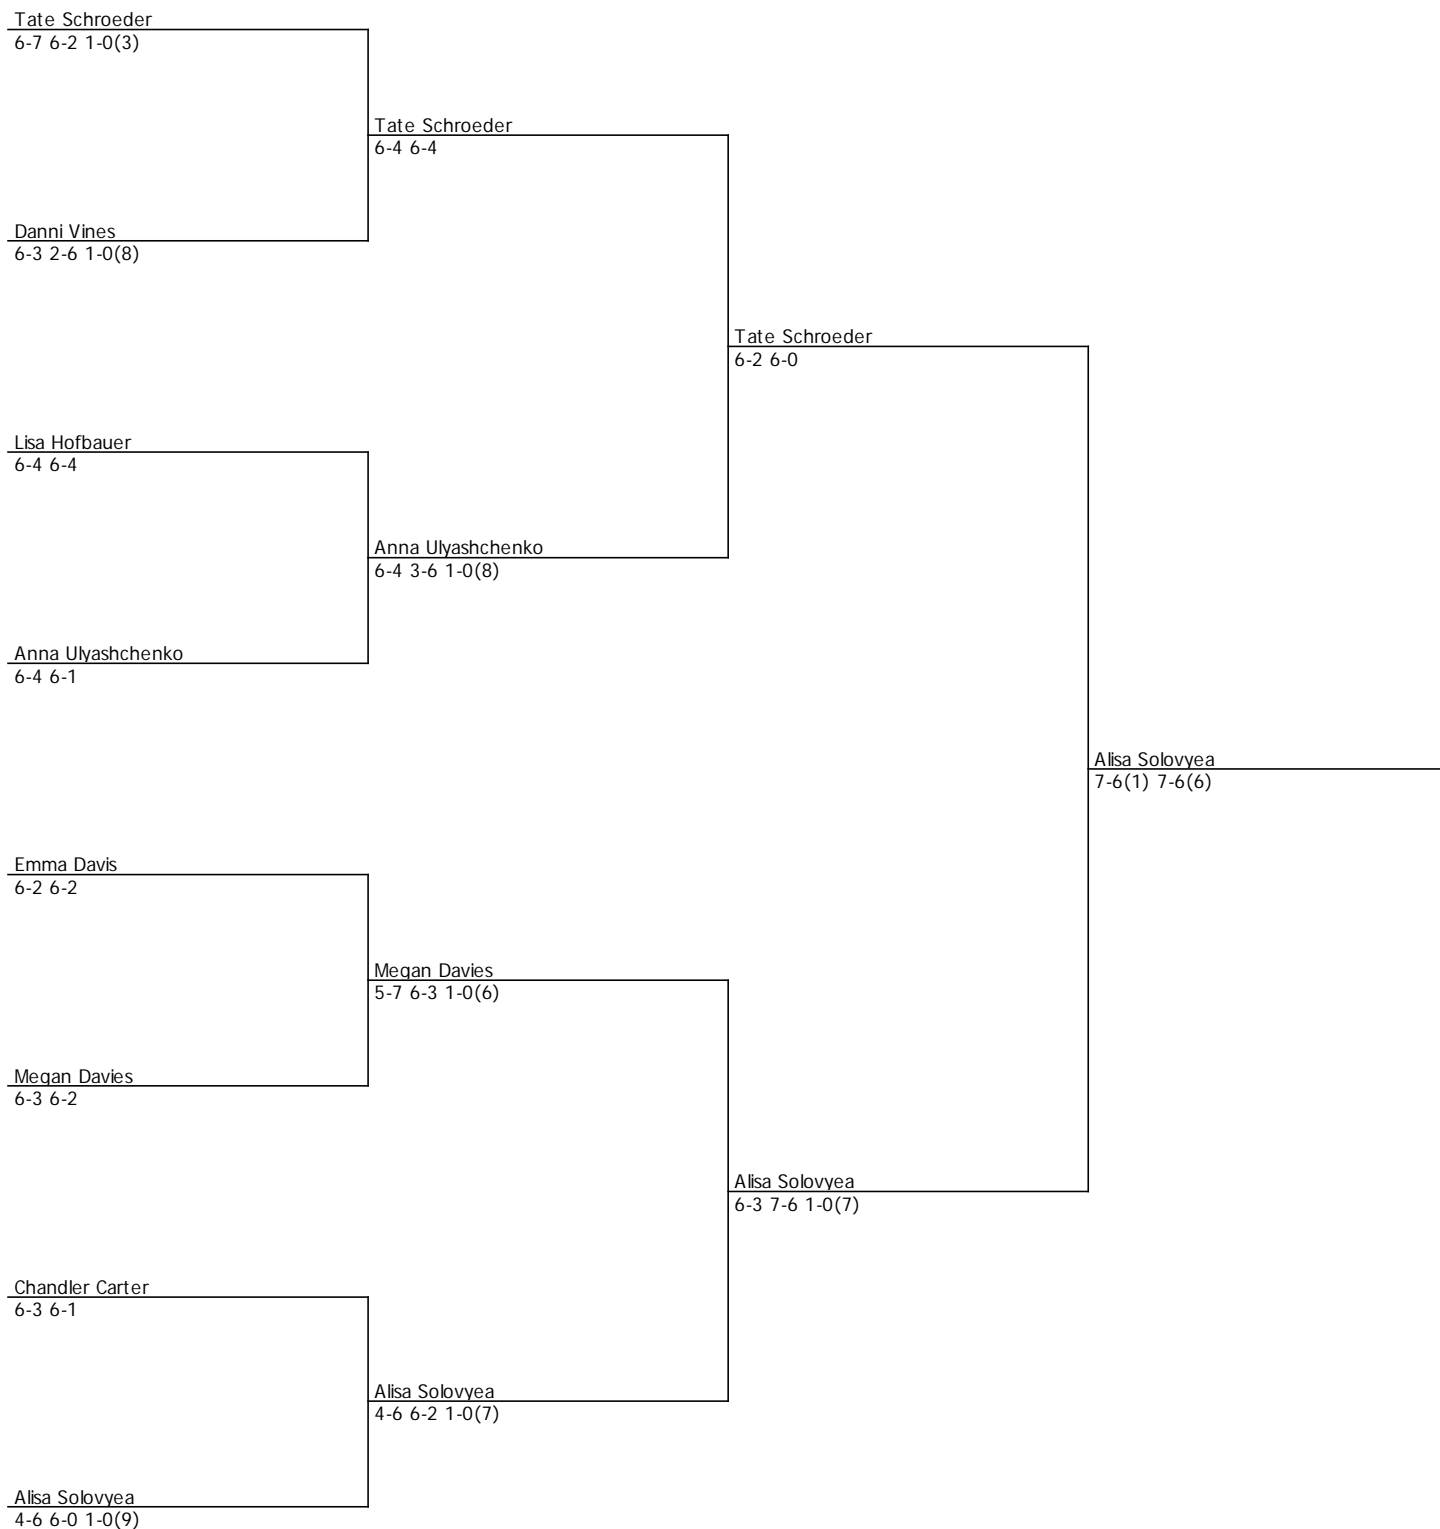 Tate Schroeder
6-7 6-2 1-0(3)
Tate Schroeder
6-4 6-4
Danni Vines
6-3 2-6 1-0(8)
Tate Schroeder
6-2 6-0
Lisa Hofbauer
6-4 6-4
Anna Ulyashchenko
6-4 3-6 1-0(8)
Anna Ulyashchenko
6-4 6-1
Alisa Solovyea
7-6(1) 7-6(6)
Emma Davis
6-2 6-2
Megan Davies
5-7 6-3 1-0(6)
Megan Davies
6-3 6-2
Alisa Solovyea
6-3 7-6 1-0(7)
Chandler Carter
6-3 6-1
Alisa Solovyea
4-6 6-2 1-0(7)
Alisa Solovyea
4-6 6-0 1-0(9)